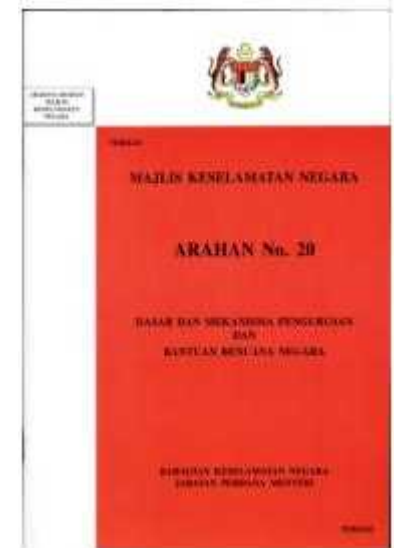 MAJLIS KESELAMATAN NEGARA
ARAHAN No. 20
DASAR DAN MEKANISMA PENGURUSAN
DAN
BANTUAN BENCANA NEGARA
BAHAGIAN KESELAMATAN NEGARA
JABATAN PERDANA MENTERI